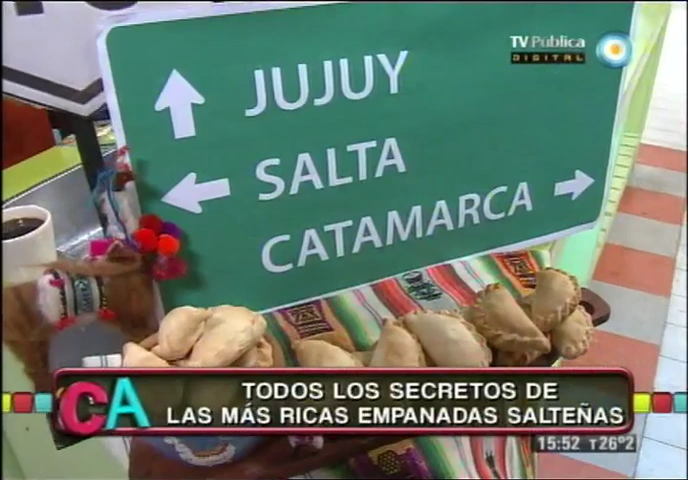 TV Pública
DIGITAL
JUJUY
SALTA
CATAMARCA
CA
TODOS LOS SECRETOS DE
LAS MÁS RICAS EMPANADAS SALTEÑAS
15:52 T26°2